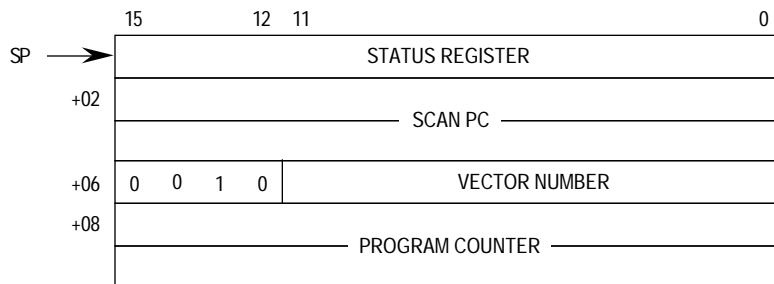 15 12 11 0
SP STATUS REGISTER
+02
SCAN PC
+06 0 0 1 0 VECTOR NUMBER
+08
PROGRAM COUNTER